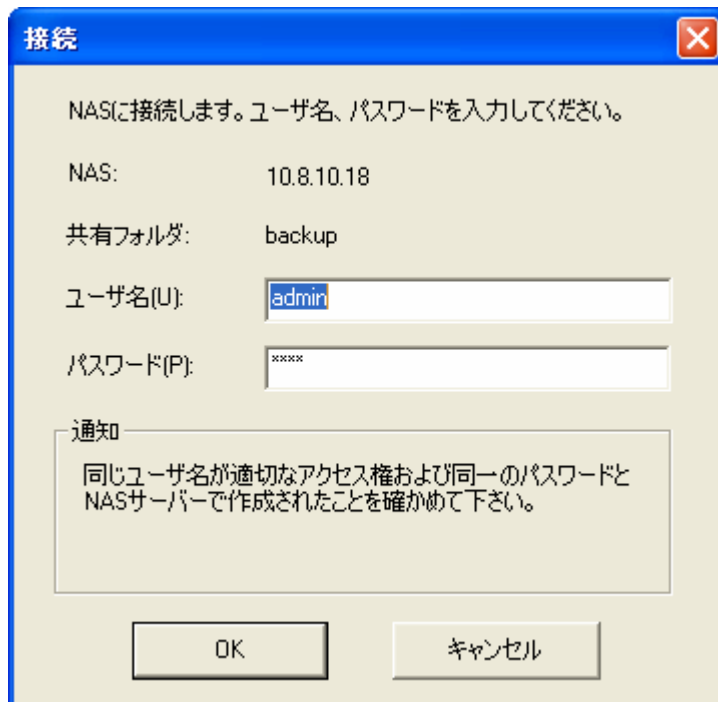 接続
NASに接続します。ユーザ名、パスワードを入力してください。
NAS: 10.8.10.18
共有フォルダ: backup
ユーザ名(U): admin
パスワード(P): ****
通知
同じユーザ名が適切なアクセス権および同一のパスワードと
NASサーバーで作成されたことを確かめて下さい。
OK キャンセル